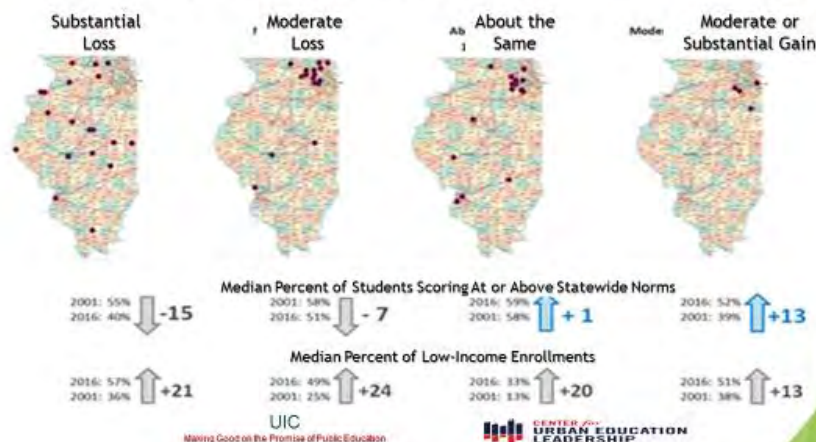 Substantial
Loss
Moderate
Loss
Ab
About the
Same
Mode
Moderate or
Substantial Gain
Median Percent of Students Scoring At or Above Statewide Norms
2001: 55%
2016: 40%
-15
2001: 58%
2016: 51%
- 7
2016: 59%
2001: 58%
+ 1
2016: 52%
2001: 39%
+13
Median Percent of Low-Income Enrollments
2016: 57%
2001: 36%
+21
2016: 49%
2001: 25%
+24
2016: 33%
2001: 13%
+20
2016: 51%
2001: 38%
+13
UIC
Making Good on the Promise of Public Education
CENTER for
URBAN EDUCATION
LEADERSHIP